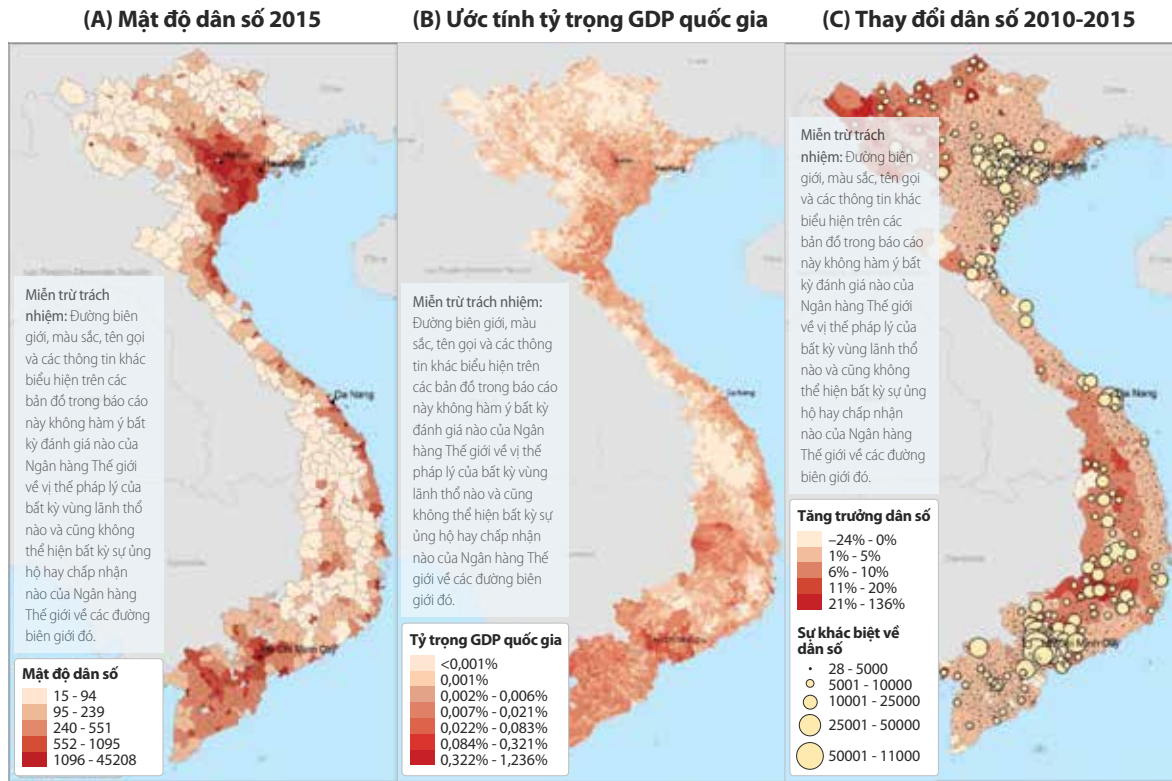 (A) Mật độ dân số 2015
(B) Ước tính tỷ trọng GDP quốc gia
(C) Thay đổi dân số 2010-2015
Da Nang
Miễn trừ trách
nhiệm: Đường biên
giới, màu sắc, tên gọi
và các thông tin khác
biểu hiện trên các
bản đồ trong báo cáo
này không hàm ý bất
kỳ đánh giá nào của
Ngân hàng Thế giới
về vị thế pháp lý của
bất kỳ vùng lãnh thổ
nào và cũng không
thể hiện bất kỳ sự ủng
hộ hay chấp nhận
nào của Ngân hàng
Thế giới về các đường
biên giới đó.
Mật độ dân số
15 - 94
95 - 239
240 - 551
552 - 1095
1096 - 45208
Miễn trừ trách nhiệm:
Đường biên giới, màu
sắc, tên gọi và các thông
tin khác biểu hiện trên
các bản đồ trong báo cáo
này không hàm ý bất kỳ
đánh giá nào của Ngân
hàng Thế giới về vị thế
pháp lý của bất kỳ vùng
lãnh thổ nào và cũng
không thể hiện bất kỳ sự
ủng hộ hay chấp nhận
nào của Ngân hàng Thế
giới về các đường biên
giới đó.
Tỷ trọng GDP quốc gia
<0,001%
0,001%
0,002% - 0,006%
0,007% - 0,021%
0,022% - 0,083%
0,084% - 0,321%
0,322% - 1,236%
Miễn trừ trách
nhiệm: Đường biên
giới, màu sắc, tên gọi
và các thông tin khác
biểu hiện trên các
bản đồ trong báo cáo
này không hàm ý bất
kỳ đánh giá nào của
Ngân hàng Thế giới
về vị thế pháp lý của
bất kỳ vùng lãnh thổ
nào và cũng không
thể hiện bất kỳ sự ủng
hộ hay chấp nhận
nào của Ngân hàng
Thế giới về các đường
biên giới đó.
Tăng trưởng dân số
–24% - 0%
1% - 5%
6% - 10%
11% - 20%
21% - 136%
Sự khác biệt về
dân số
28 - 5000
5001 - 10000
10001 - 25000
25001 - 50000
50001 - 11000